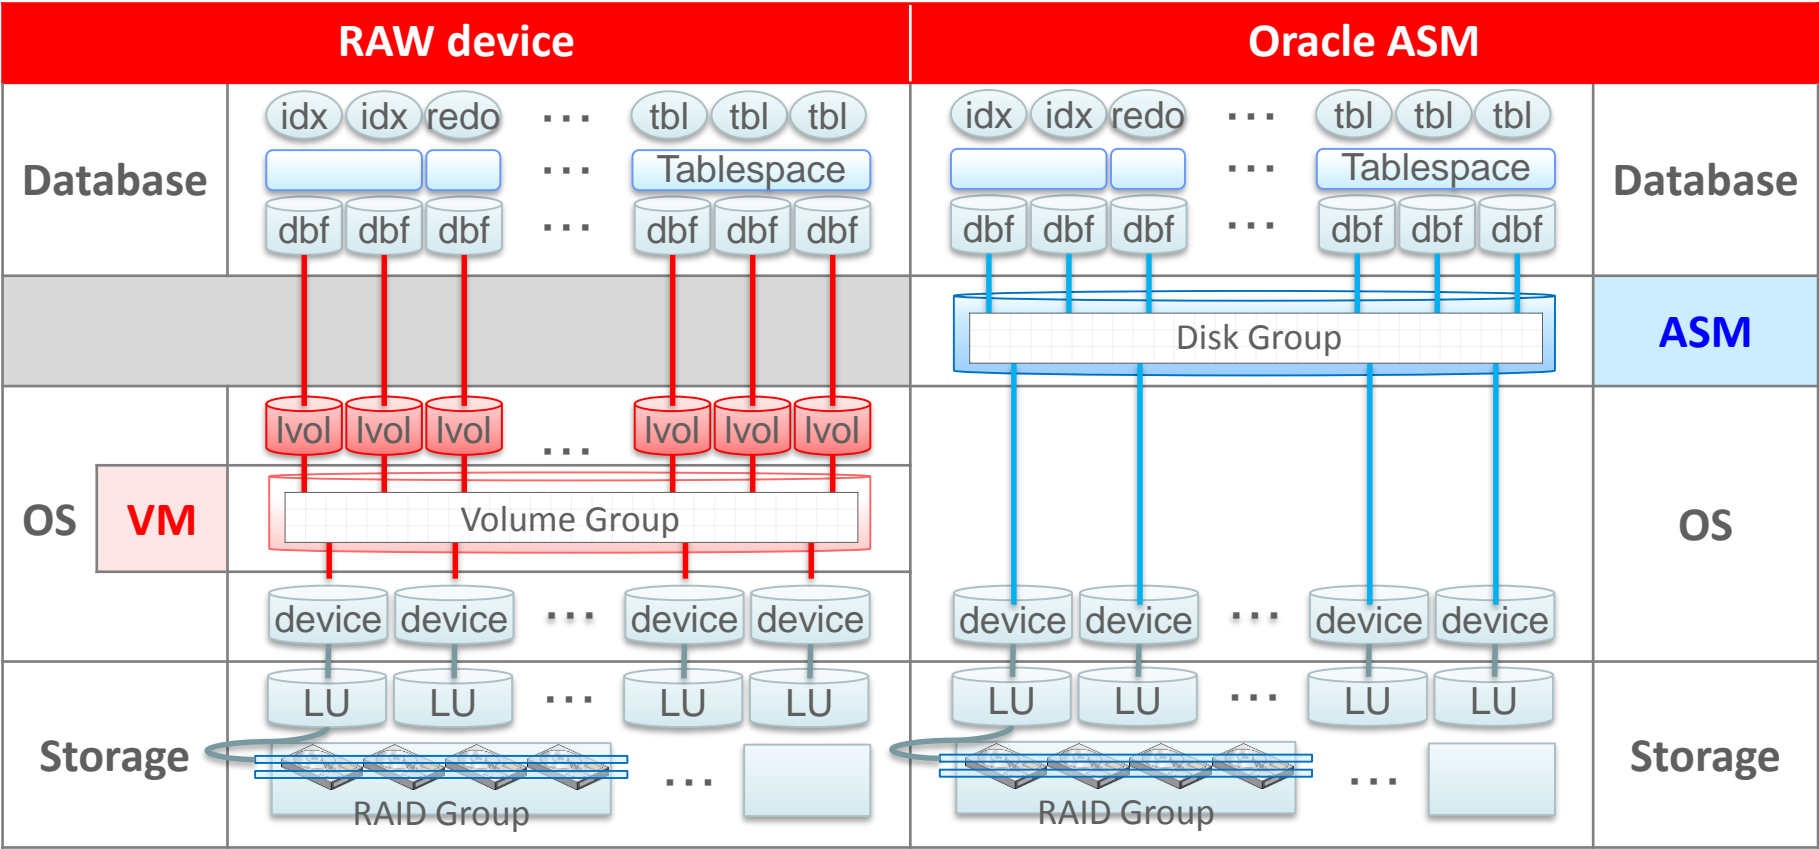 RAW device Oracle ASM
idx idx redo ... tbl tbl tbl idx idx redo ... tbl tbl tbl
Database ... Tablespace ... Tablespace Database
dbf dbf dbf ... dbf dbf dbf dbf dbf dbf ... dbf dbf dbf
Disk Group ASM
lvol lvol lvol ... lvol lvol lvol
OS VM Volume Group OS
device device ... device device device device ... device device
LU LU ... LU LU LU LU ... LU LU
Storage ... ... Storage
RAID Group RAID Group